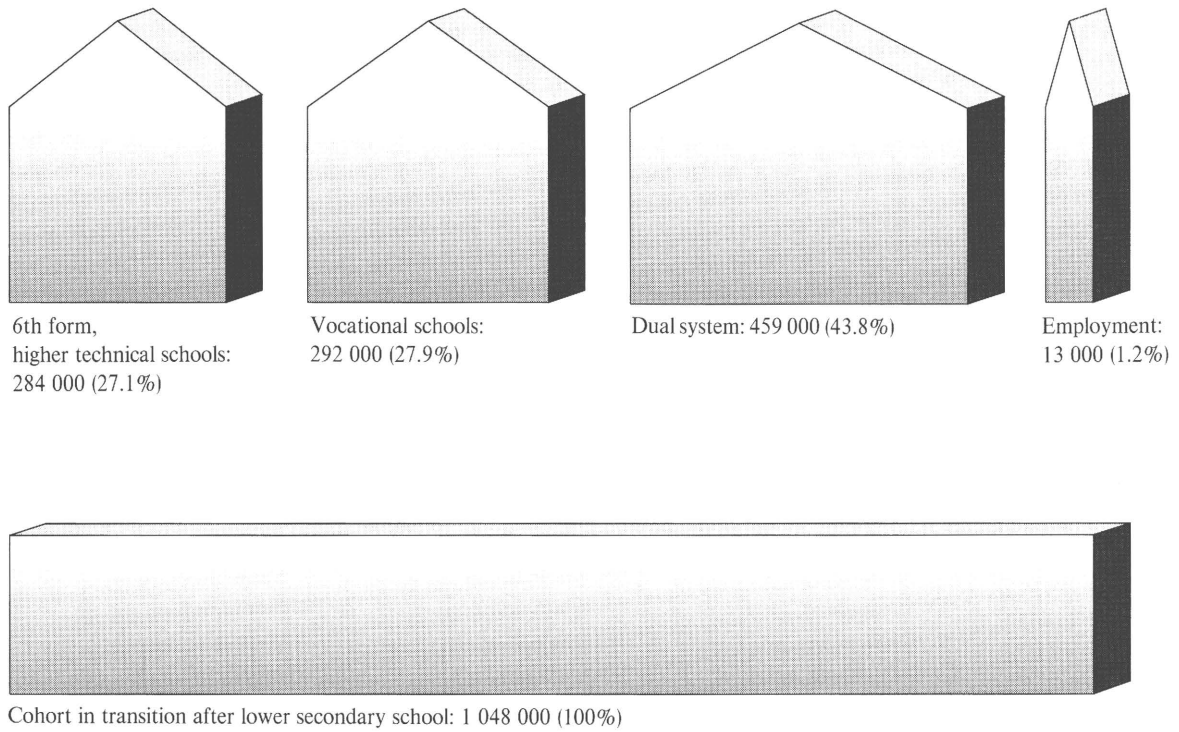 6th form,
higher technical schools:
284 000 (27.1%)
Vocational schools:
292 000 (27.9%)
Dual system: 459 000 (43.8%)
Employment:
13 000 (1.2%)
Cohort in transition after lower secondary school: 1 048 000 (100%)